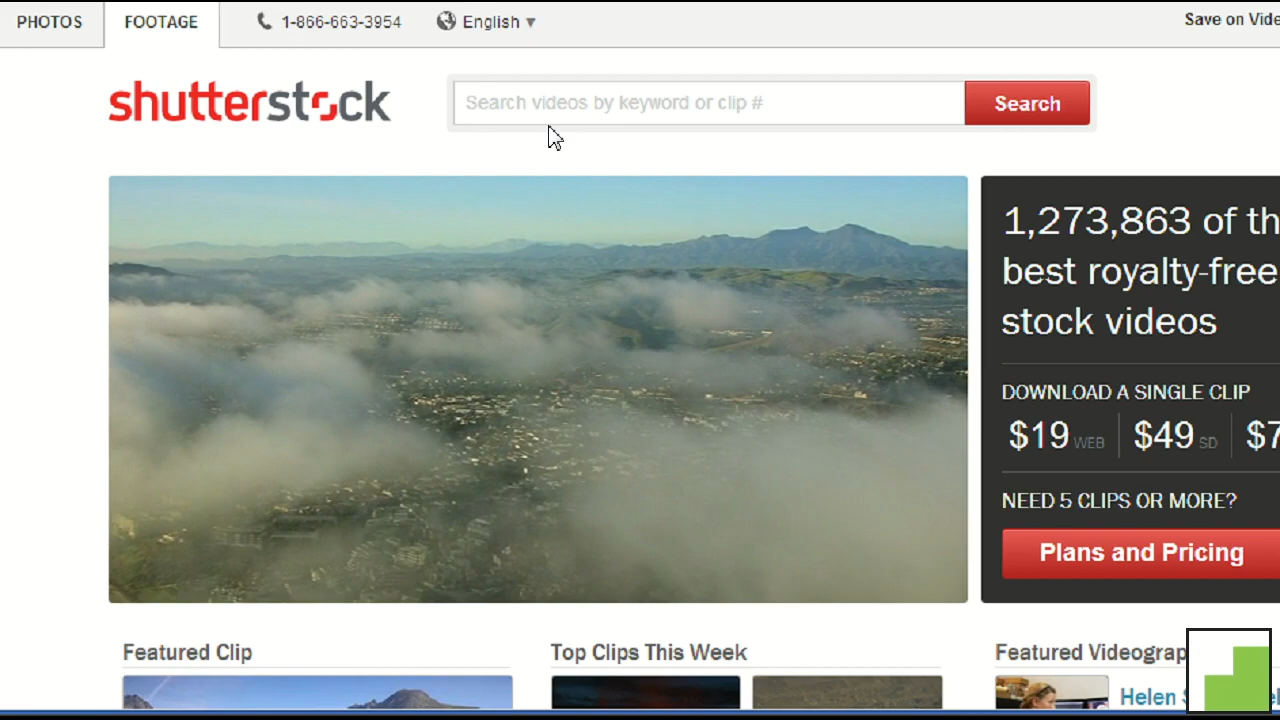 PHOTOS FOOTAGE 1-866-663-3954 English Save on
shutterstock
Search videos by keyword or clip #
Search
1,273,863 of
best royalty-free
stock videos
DOWNLOAD A SINGLE CLIP
$19 WEB $49 SD
NEED 5 CLIPS OR MORE?
Plans and Pricing
Featured Clip
Top Clips This Week
Featured
Helen